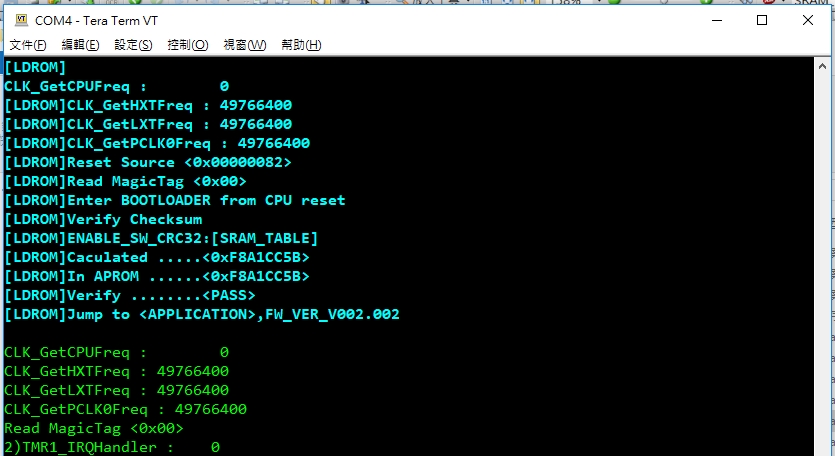 COM4 - Tera Term VT
文件(F) 編輯(E) 設定(S) 控制(O) 視窗(W) 幫助(H)
[LDROM]
CLK_GetCPUFreq :        0
[LDROM]CLK_GetHXTFreq : 49766400
[LDROM]CLK_GetLXTFreq : 49766400
[LDROM]CLK_GetPCLK0Freq : 49766400
[LDROM]Reset Source <0x00000082>
[LDROM]Read MagicTag <0x00>
[LDROM]Enter BOOTLOADER from CPU reset
[LDROM]Verify Checksum
[LDROM]ENABLE_SW_CRC32:[SRAM_TABLE]
[LDROM]Caculated .....<0xF8A1CC5B>
[LDROM]In APROM ......<0xF8A1CC5B>
[LDROM]Verify ........<PASS>
[LDROM]Jump to <APPLICATION>,FW_VER_V002.002
CLK_GetCPUFreq :        0
CLK_GetHXTFreq : 49766400
CLK_GetLXTFreq : 49766400
CLK_GetPCLK0Freq : 49766400
Read MagicTag <0x00>
2)TMR1_IRQHandler :    0